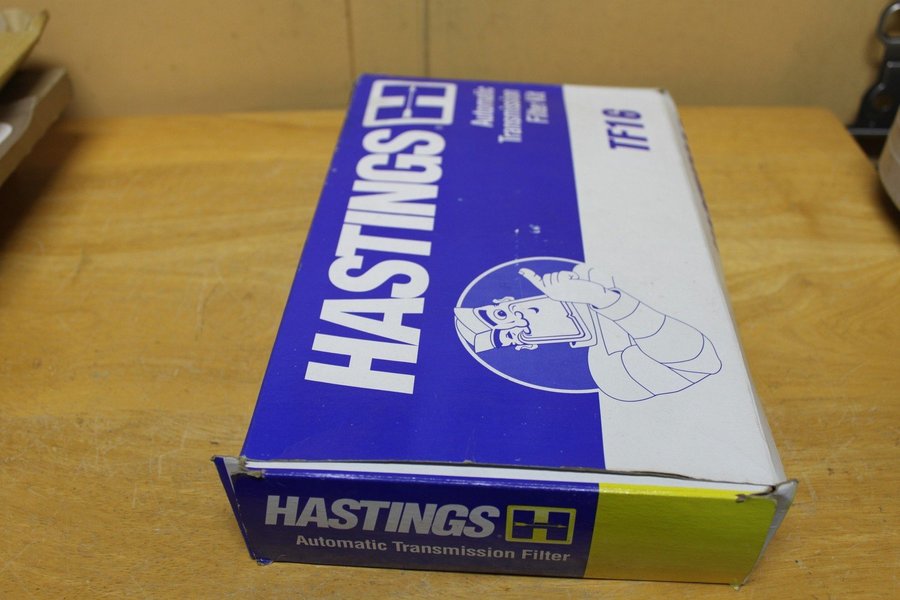 HASTINGS H
Automatic
Transmission
Filter Kit
TF16
HASTINGS H
Automatic Transmission Filter